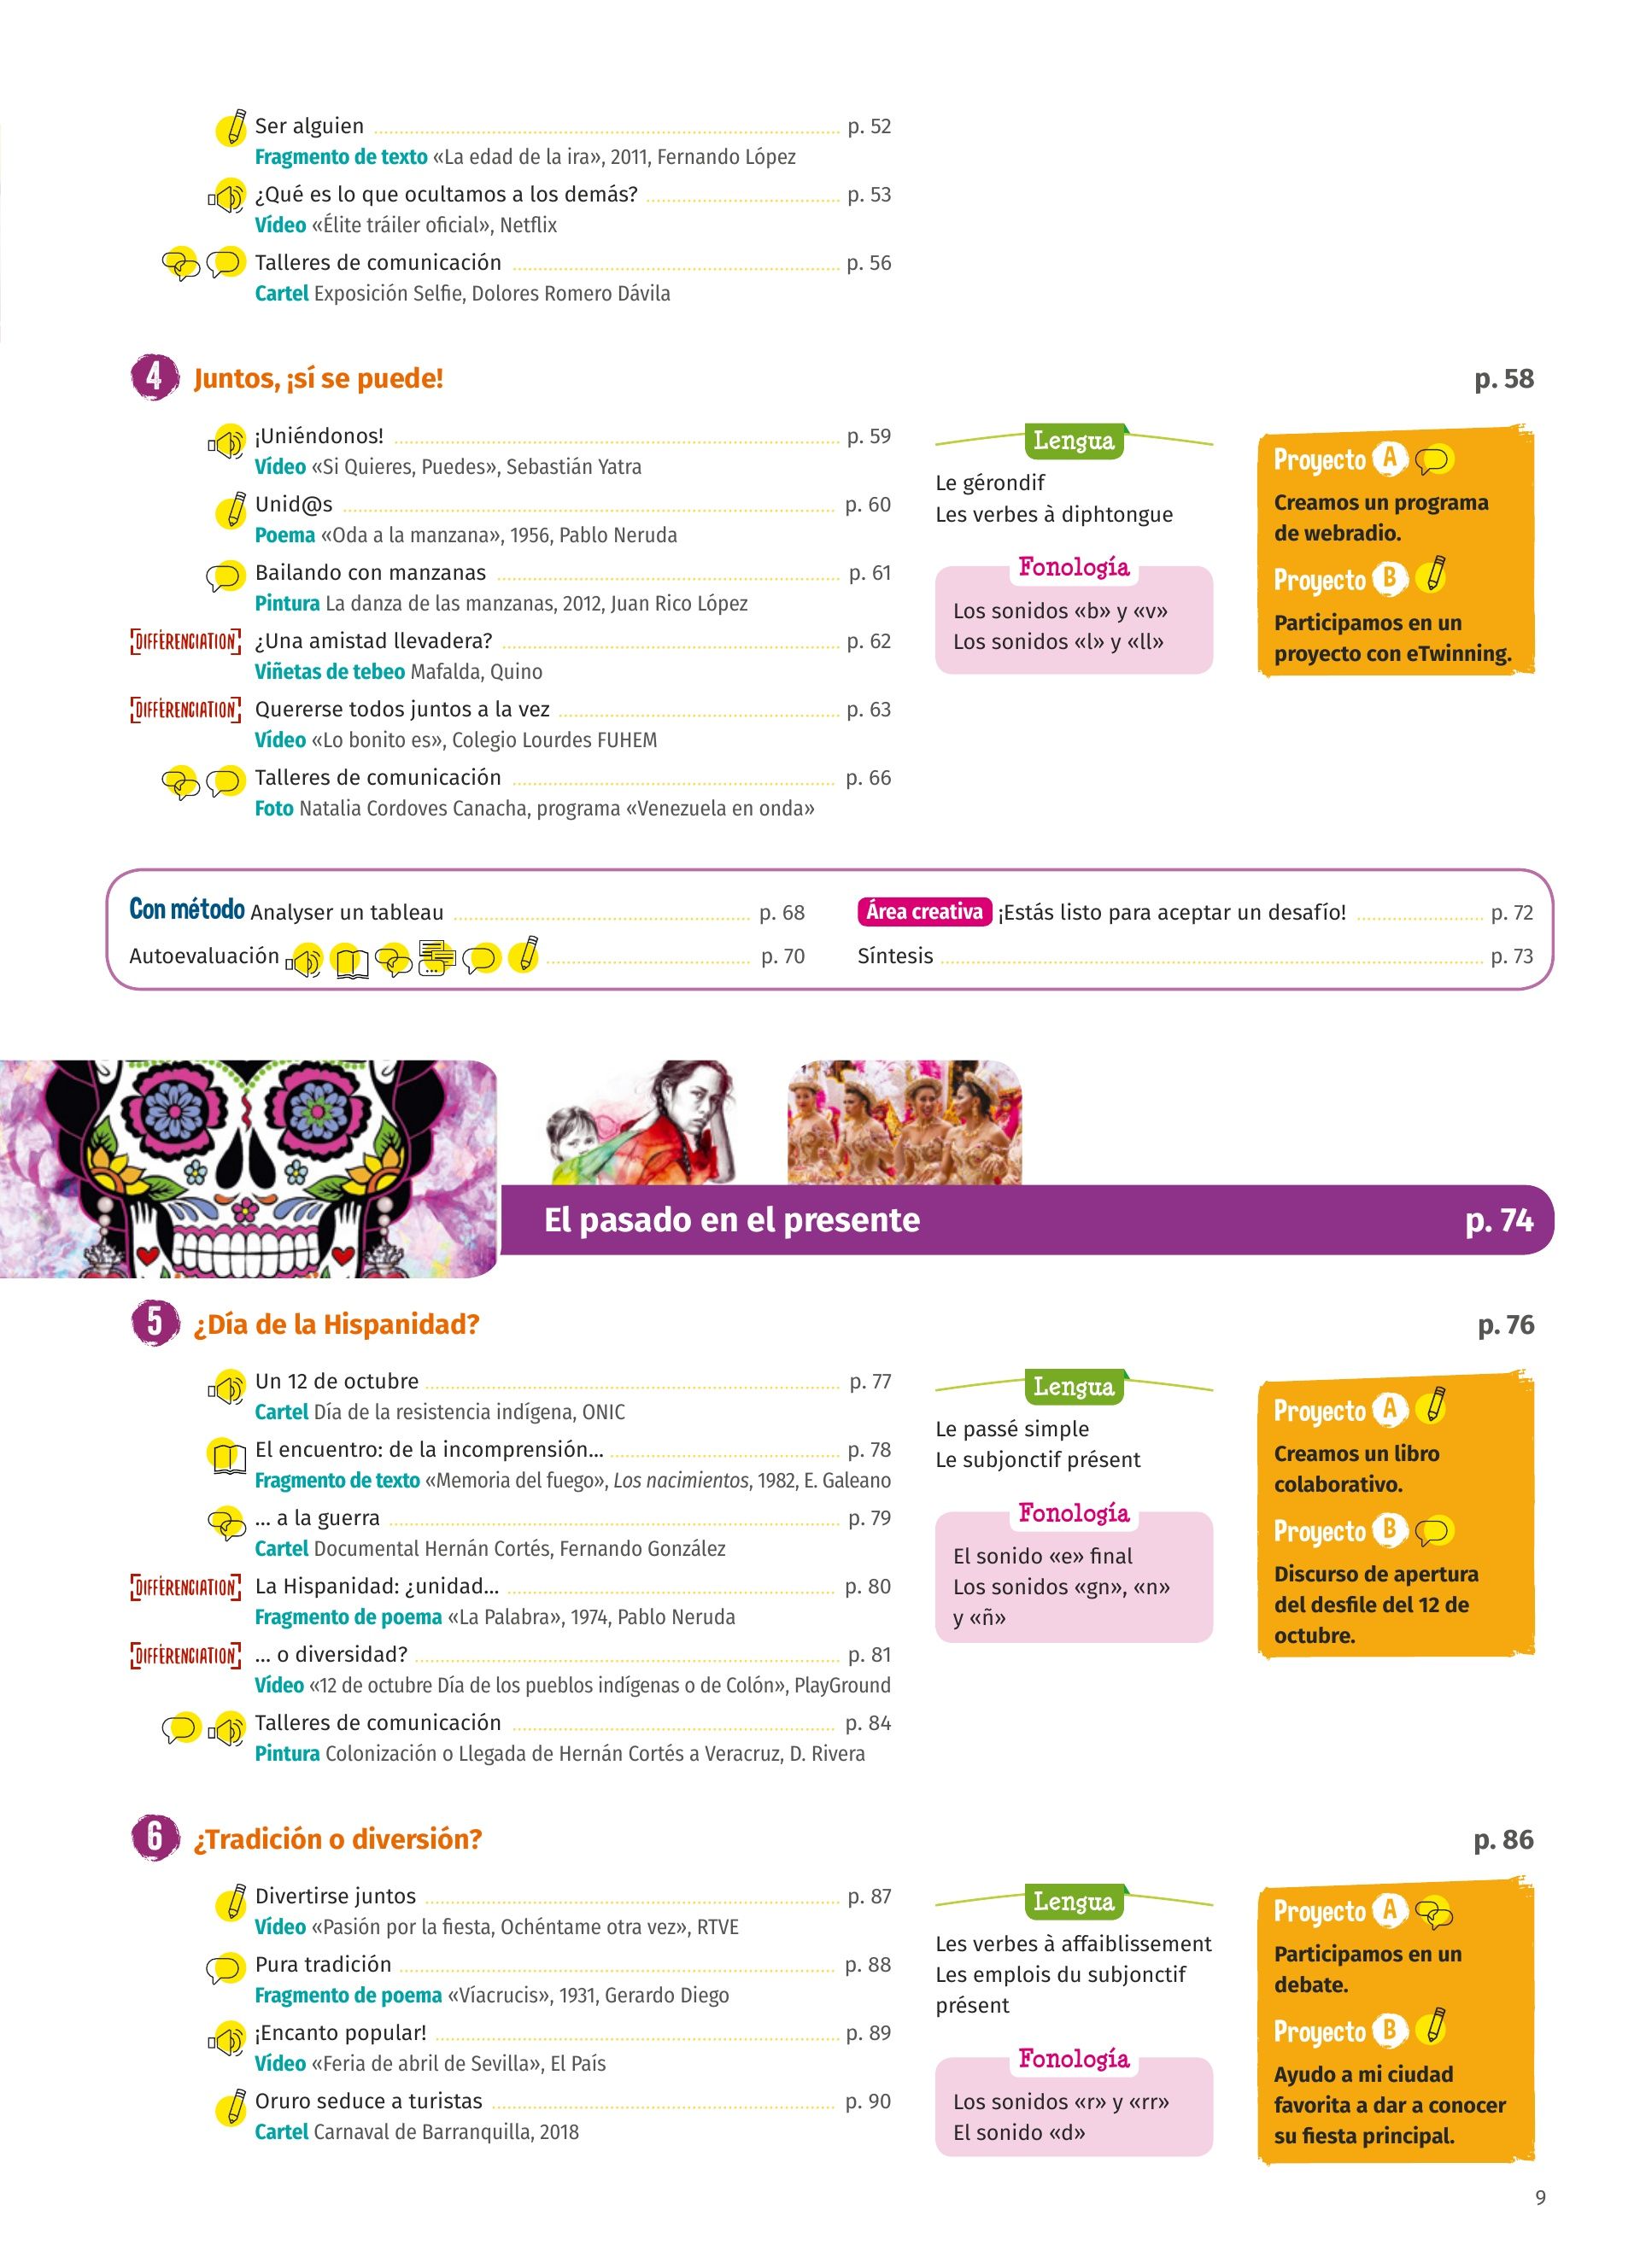 Ser alguien p. 52
Fragmento de texto «La edad de la ira», 2011, Fernando López
¿Qué es lo que ocultamos a los demás? p. 53
Vídeo «Élite tráiler oficial», Netflix
Talleres de comunicación p. 56
Cartel Exposición Selfie, Dolores Romero Dávila
4 Juntos, ¡sí se puede! p. 58
¡Uniéndonos! p. 59
Vídeo «Si Quieres, Puedes», Sebastián Yatra
Unid@s p. 60
Poema «Oda a la manzana», 1956, Pablo Neruda
Bailando con manzanas p. 61
Pintura La danza de las manzanas, 2012, Juan Rico López
[DIFFÉRENCIATION] ¿Una amistad llevadera? p. 62
Viñetas de tebeo Mafalda, Quino
[DIFFÉRENCIATION] Quererse todos juntos a la vez p. 63
Vídeo «Lo bonito es», Colegio Lourdes FUHEM
Talleres de comunicación p. 66
Foto Natalia Cordoves Canacha, programa «Venezuela en onda»
Lengua
Le gérondif
Les verbes à diphtongue
Fonología
Los sonidos «b» y «v»
Los sonidos «l» y «ll»
Proyecto A
Creamos un programa
de webradio.
Proyecto B
Participamos en un
proyecto con eTwinning.
Con método Analyser un tableau p. 68
Autoevaluación p. 70
Área creativa ¡Estás listo para aceptar un desafío! p. 72
Síntesis p. 73
El pasado en el presente p. 74
5 ¿Día de la Hispanidad? p. 76
Un 12 de octubre p. 77
Cartel Día de la resistencia indígena, ONIC
El encuentro: de la incomprensión... p. 78
Fragmento de texto «Memoria del fuego», Los nacimientos, 1982, E. Galeano
... a la guerra p. 79
Cartel Documental Hernán Cortés, Fernando González
[DIFFÉRENCIATION] La Hispanidad: ¿unidad... p. 80
Fragmento de poema «La Palabra», 1974, Pablo Neruda
[DIFFÉRENCIATION] ... o diversidad? p. 81
Vídeo «12 de octubre Día de los pueblos indígenas o de Colón», PlayGround
Talleres de comunicación p. 84
Pintura Colonización o Llegada de Hernán Cortés a Veracruz, D. Rivera
Lengua
Le passé simple
Le subjonctif présent
Fonología
El sonido «e» final
Los sonidos «gn», «n»
y «ñ»
Proyecto A
Creamos un libro
colaborativo.
Proyecto B
Discurso de apertura
del desfile del 12 de
octubre.
6 ¿Tradición o diversión? p. 86
Divertirse juntos p. 87
Vídeo «Pasión por la fiesta, Ochéntame otra vez», RTVE
Pura tradición p. 88
Fragmento de poema «Víacrucis», 1931, Gerardo Diego
¡Encanto popular! p. 89
Vídeo «Feria de abril de Sevilla», El País
Oruro seduce a turistas p. 90
Cartel Carnaval de Barranquilla, 2018
Lengua
Les verbes à affaiblissement
Les emplois du subjonctif
présent
Fonología
Los sonidos «r» y «rr»
El sonido «d»
Proyecto A
Participamos en un
debate.
Proyecto B
Ayudo a mi ciudad
favorita a dar a conocer
su fiesta principal.
9